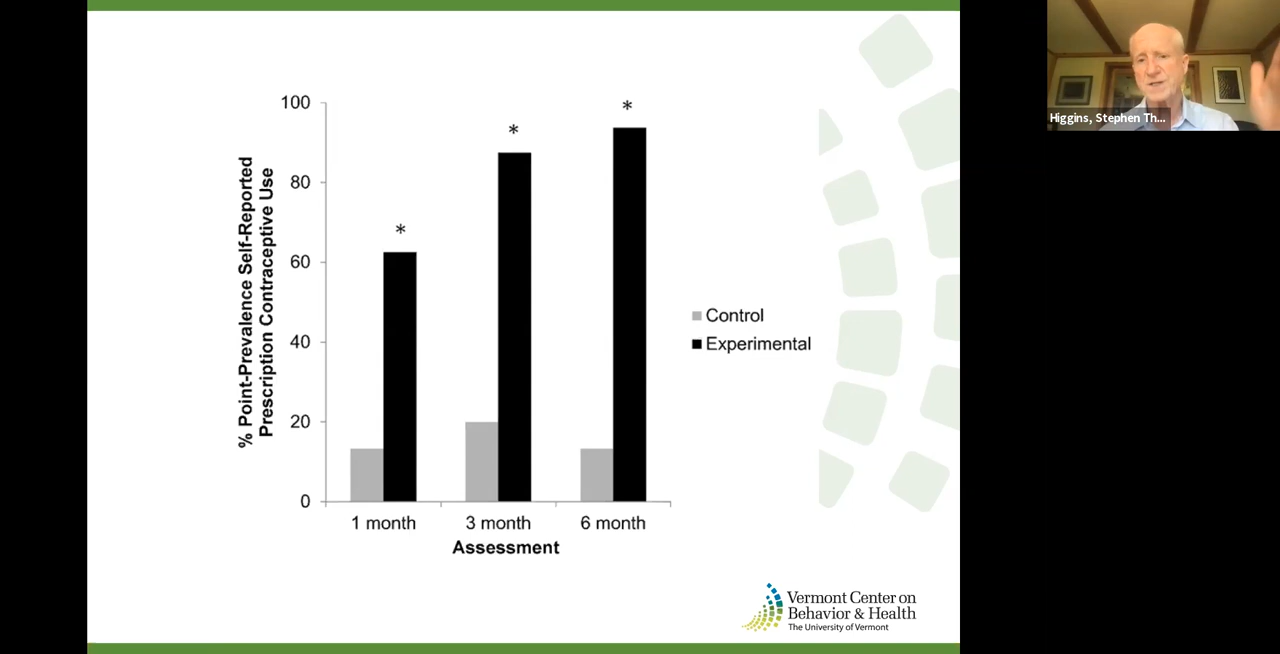 % Point-Prevalence Self-Reported
Prescription Contraceptive Use
100
80
60
40
20
0
*
*
*
1 month
3 month
6 month
Assessment
Control
Experimental
Vermont Center on
Behavior & Health
The University of Vermont
Higgins, Stephen Th...